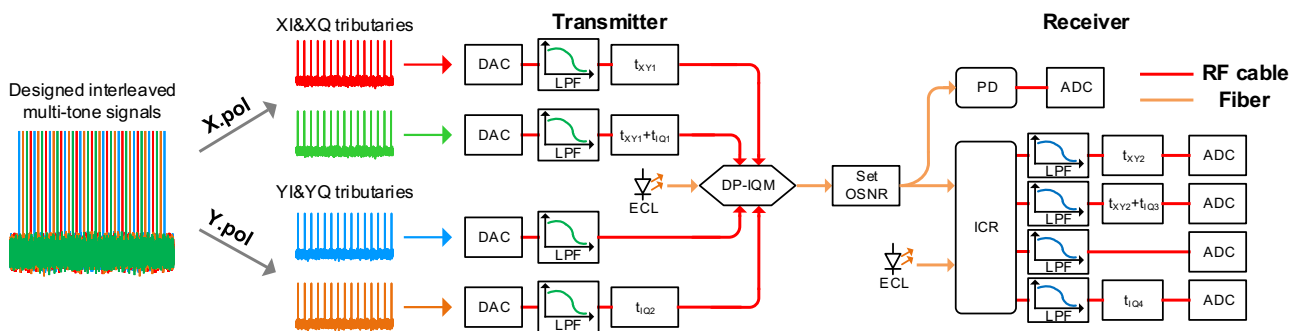 Designed interleaved
multi-tone signals
X.pol
Y.pol
XI&XQ tributaries
YI&YQ tributaries
Transmitter
DAC
LPF
tXY1
DAC
LPF
tXY1+tIQ1
ECL
DP-IQM
DAC
LPF
DAC
LPF
tIQ2
Set
OSNR
Receiver
PD
ADC
RF cable
Fiber
ICR
ECL
LPF
tXY2
ADC
LPF
tXY2+tIQ3
ADC
LPF
ADC
LPF
tIQ4
ADC